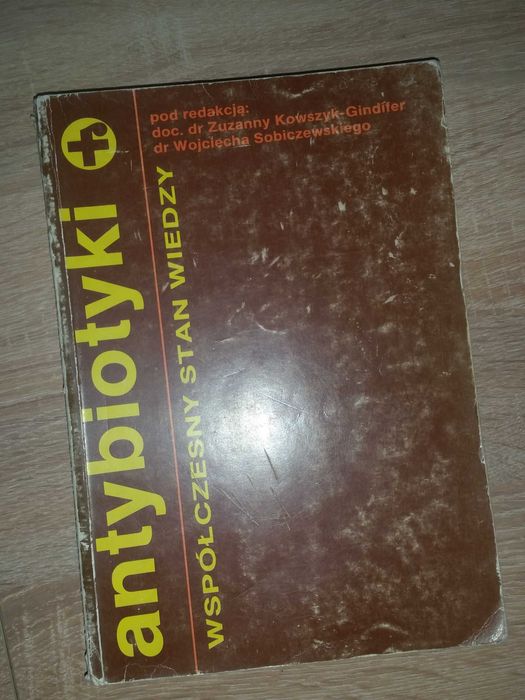 pod redakcją:
doc. dr Zuzanny Kowszyk-Gindifer
dr Wojciecha Sobiczewskiego
antybiotyki
WSPÓŁCZESNY STAN WIEDZY